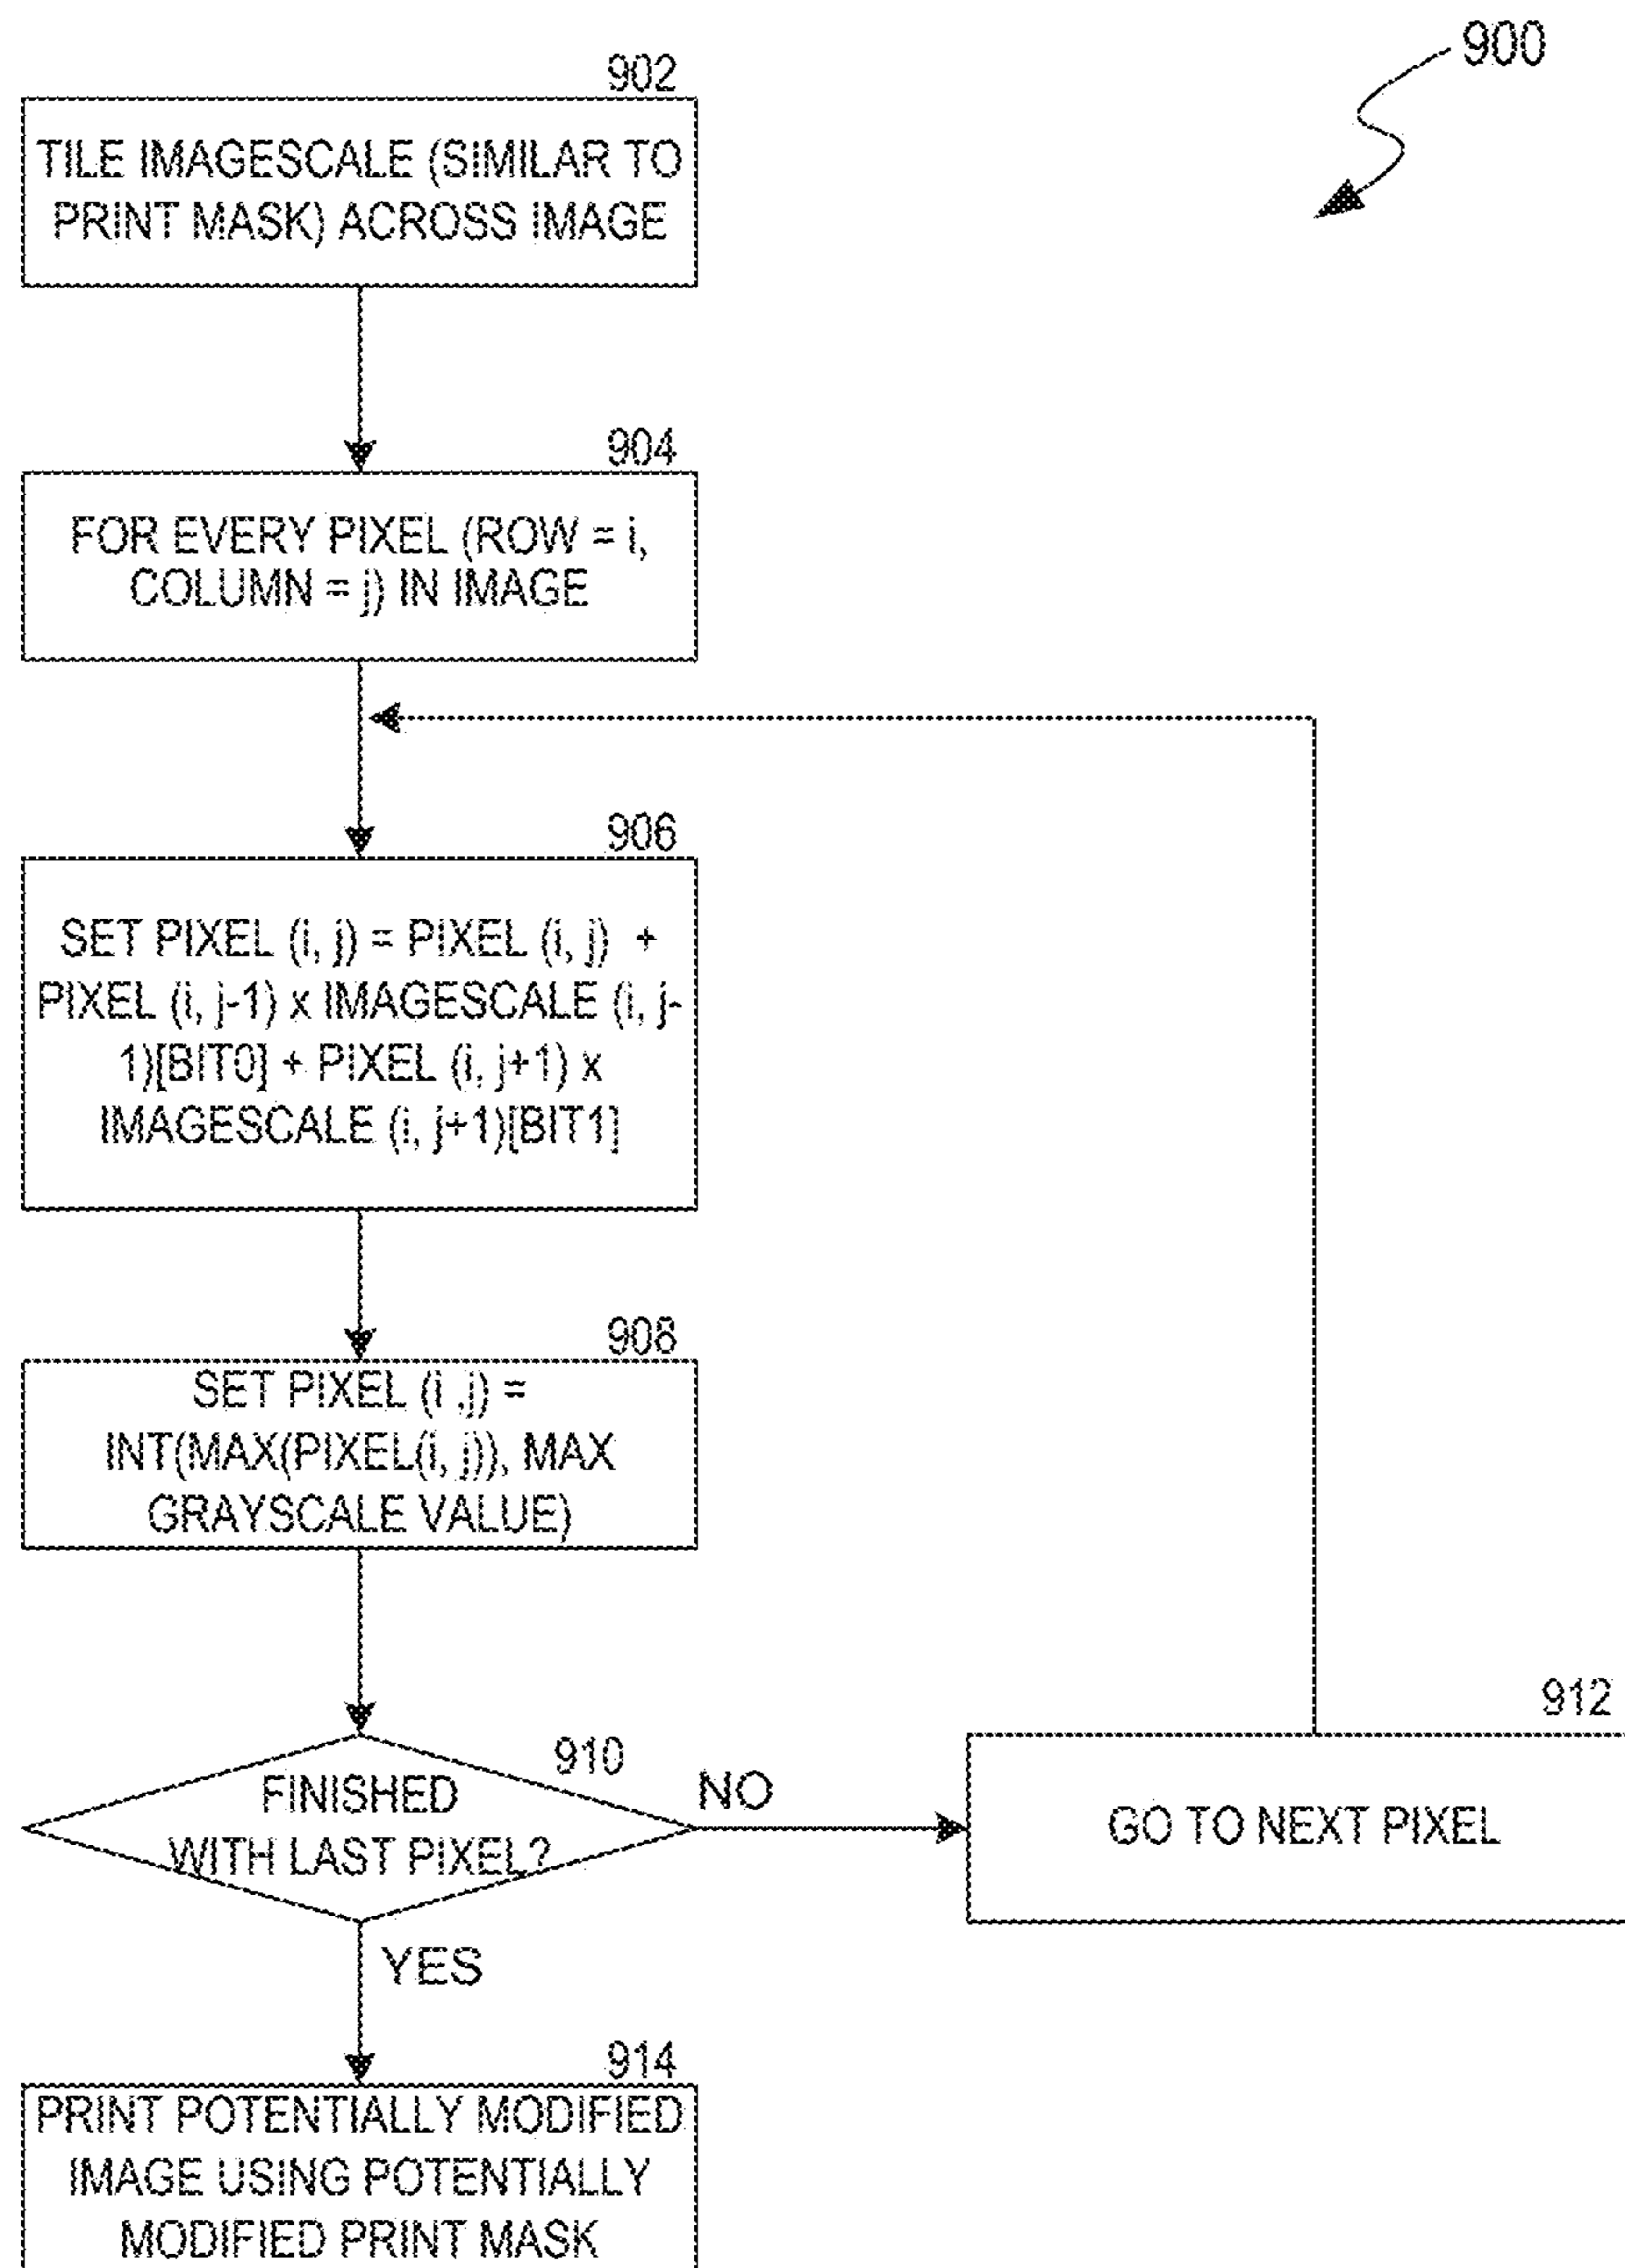 900
902
TILE IMAGESCALE (SIMILAR TO
PRINT MASK) ACROSS IMAGE
904
FOR EVERY PIXEL (ROW = i,
COLUMN = j) IN IMAGE
906
SET PIXEL (i, j) = PIXEL (i, j) +
PIXEL (i, j-1) x IMAGESCALE (i, j-
1)[BIT0] + PIXEL (i, j+1) x
IMAGESCALE (i, j+1)[BIT1]
908
SET PIXEL (i ,j) =
INT(MAX(PIXEL(i, j)), MAX
GRAYSCALE VALUE)
910
FINISHED
WITH LAST PIXEL?
NO
912
GO TO NEXT PIXEL
YES
914
PRINT POTENTIALLY MODIFIED
IMAGE USING POTENTIALLY
MODIFIED PRINT MASK